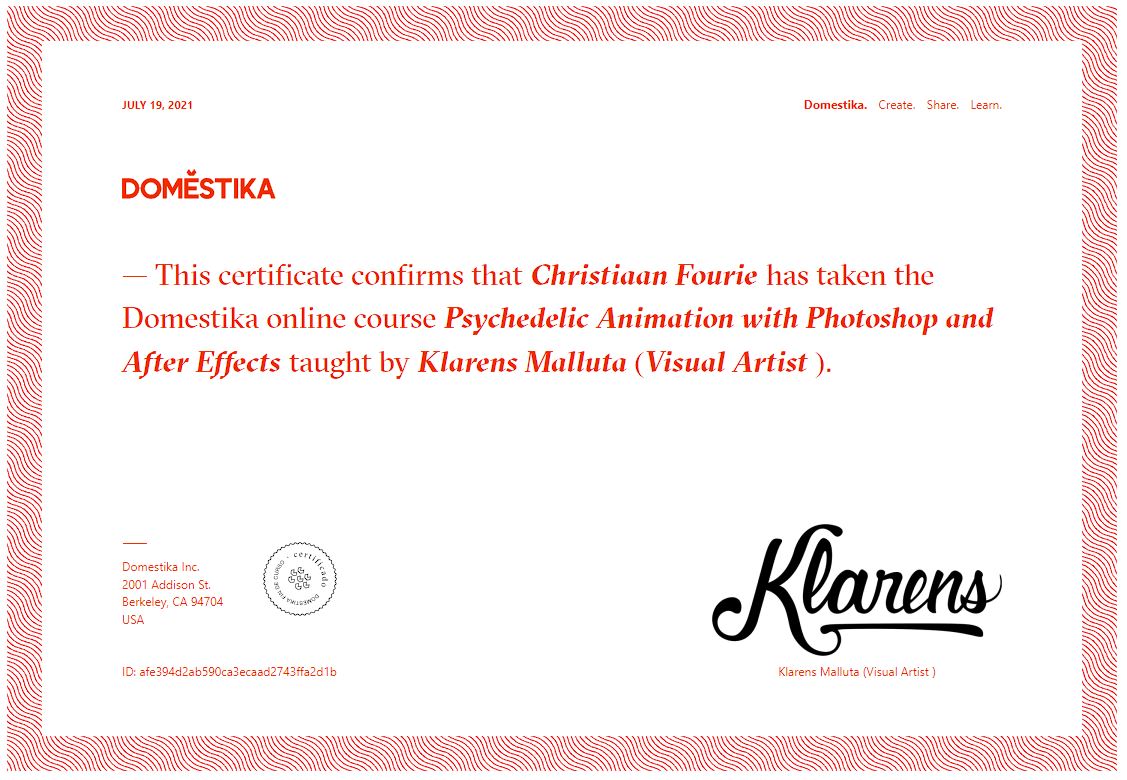 JULY 19, 2021
Domestika. Create. Share. Learn.
DOMĔSTIKA
— This certificate confirms that Christiaan Fourie has taken the
Domestika online course Psychedelic Animation with Photoshop and
After Effects taught by Klarens Malluta (Visual Artist ).
Domestika Inc.
2001 Addison St.
Berkeley, CA 94704
USA
certificado
DOMESTIKA FIN DE CURSO
Klarens
ID: afe394d2ab590ca3ecaad2743ffa2d1b
Klarens Malluta (Visual Artist )